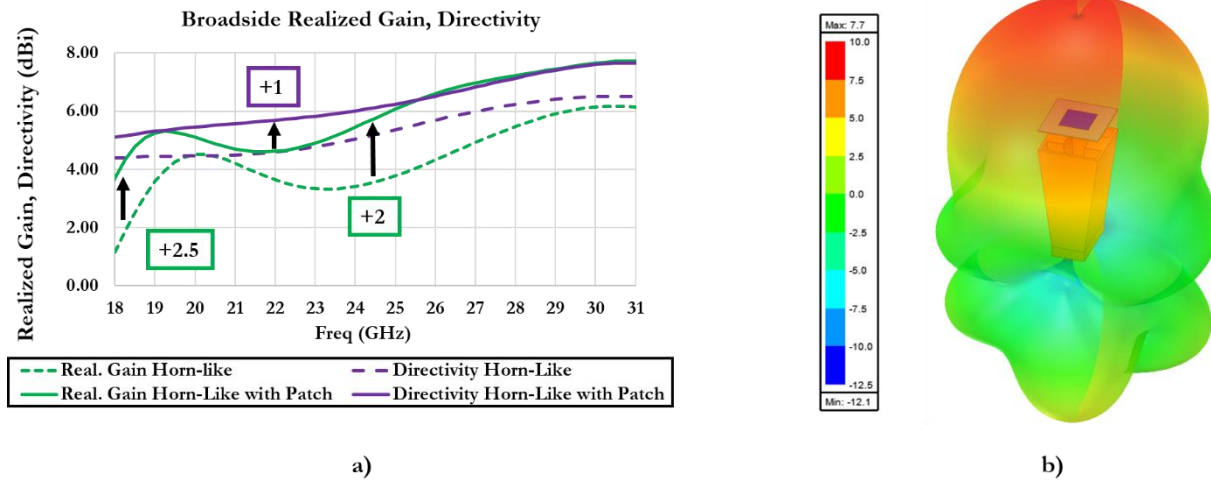 Broadside Realized Gain, Directivity
Realized Gain, Directivity (dBi)
8.00
6.00
4.00
2.00
0.00
+1
+2
+2.5
18 19 20 21 22 23 24 25 26 27 28 29 30 31
Freq (GHz)
Real. Gain Horn-like
Directivity Horn-Like
Real. Gain Horn-Like with Patch
Directivity Horn-Like with Patch
a)
Max: 7.7
10.0
7.5
5.0
2.5
0.0
-2.5
-5.0
-7.5
-10.0
-12.5
Min: -12.1
b)